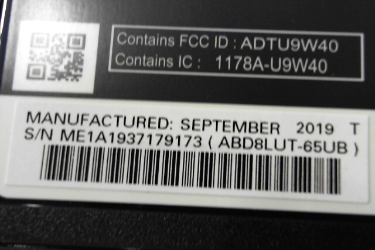 Contains FCC ID : ADTU9W40
Contains IC : 1178A-U9W40
MANUFACTURED: SEPTEMBER 2019 T
S/N ME1A1937179173 ( ABD8LUT-65UB )